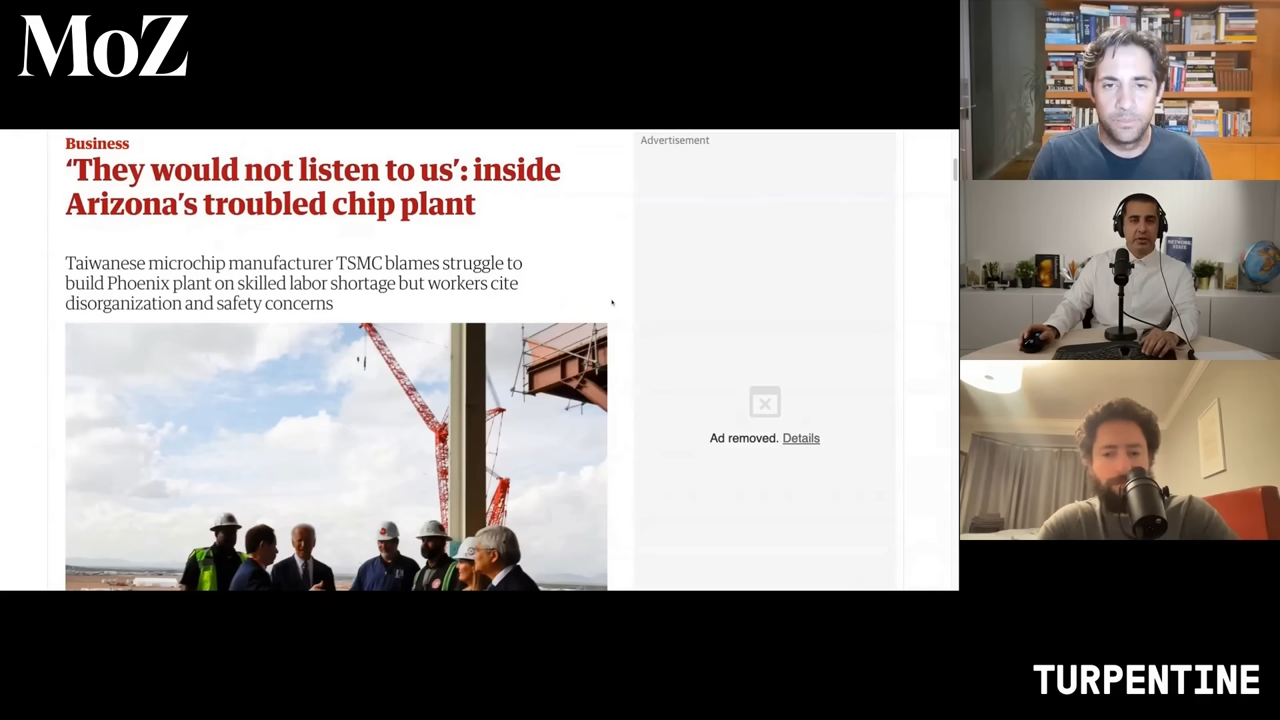 MoZ
Business
‘They would not listen to us’: inside
Arizona’s troubled chip plant
Taiwanese microchip manufacturer TSMC blames struggle to
build Phoenix plant on skilled labor shortage but workers cite
disorganization and safety concerns
Advertisement
Ad removed. Details
NETWORK
STATE
TURPENTINE